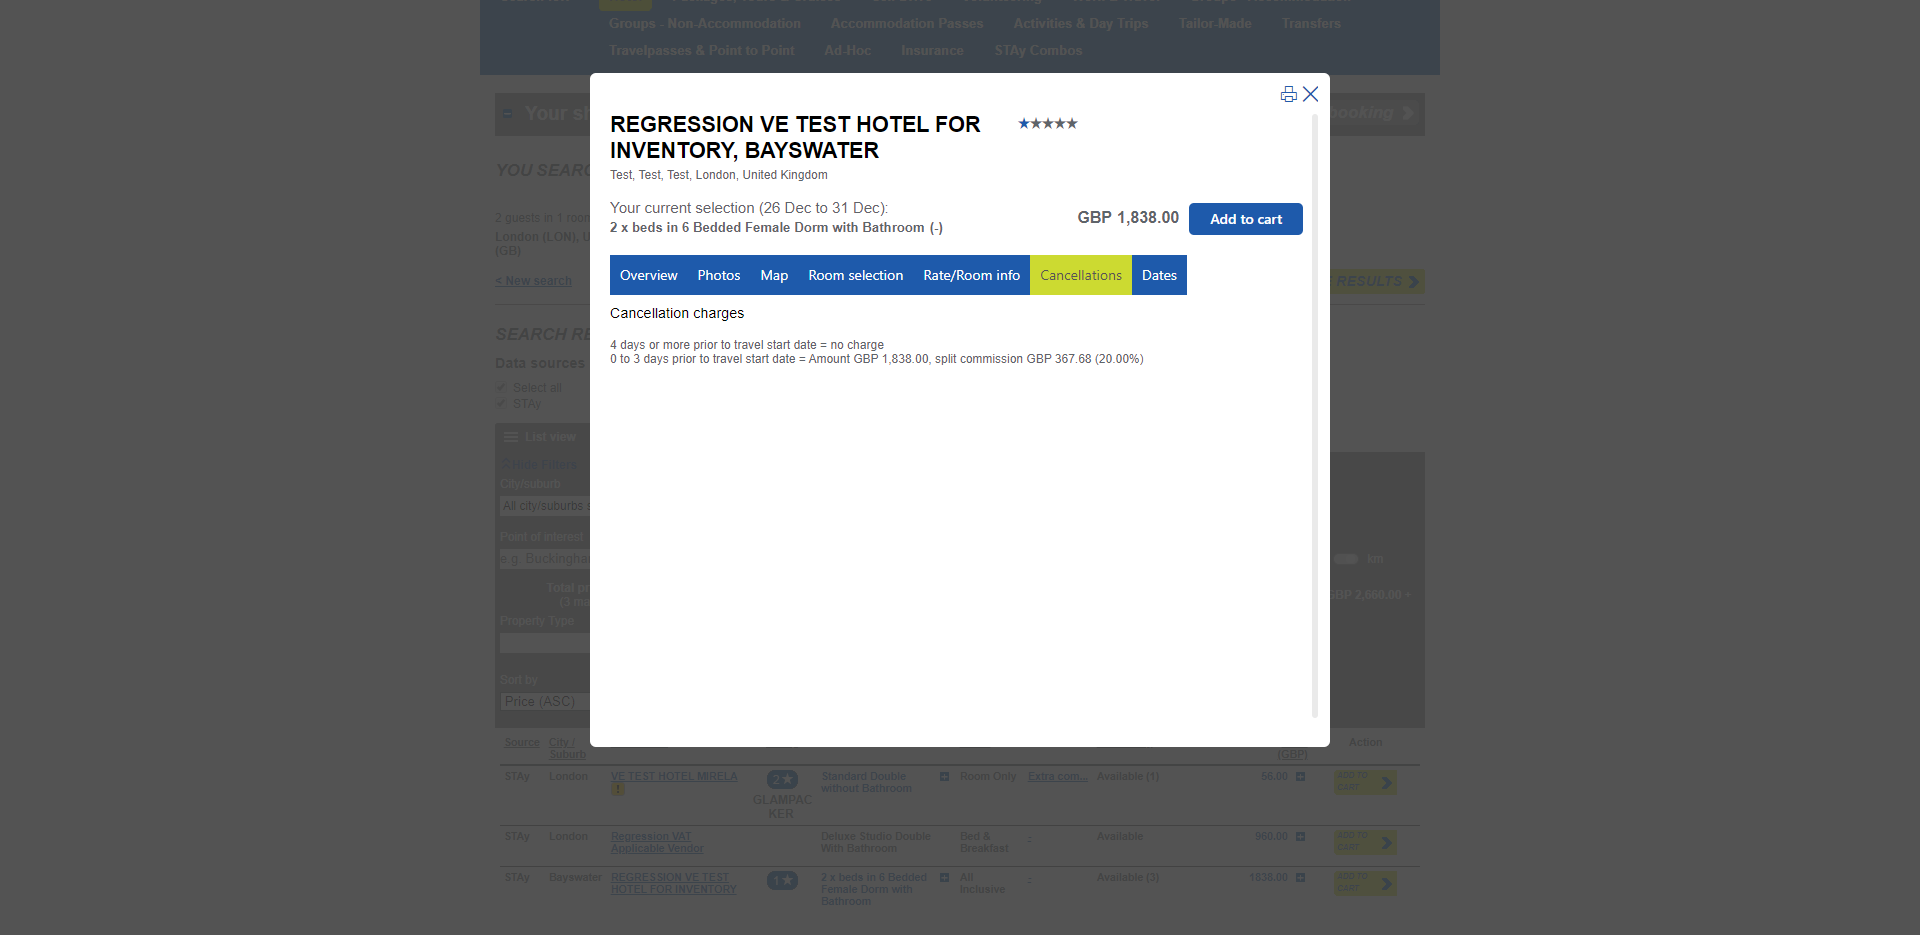 Groups - Non-Accommodation Accommodation Passes Activities & Day Trips Tailor-Made Transfers
Travelpasses & Point to Point Ad-Hoc Insurance STAy Combos
Your
booking
REGRESSION VE TEST HOTEL FOR
INVENTORY, BAYSWATER
Test, Test, Test, London, United Kingdom
Your current selection (26 Dec to 31 Dec):
2 x beds in 6 Bedded Female Dorm with Bathroom (-)
GBP 1,838.00 Add to cart
Overview Photos Map Room selection Rate/Room info Cancellations Dates
Cancellation charges
4 days or more prior to travel start date = no charge
0 to 3 days prior to travel start date = Amount GBP 1,838.00, split commission GBP 367.68 (20.00%)
YOU SEAR
2 guests in 1 roo
London (LON), U
(GB)
< New search
RESULTS
SEARCH RE
Data sources
Select all
STAy
List view
City/suburb
All city/suburbs
Point of interest
e.g. Buckingha
km
Total pr
(3 ma
GBP 2,660.00 +
Property Type
Sort by
Price (ASC)
Source City / Suburb (GBP) Action
STAy London VE TEST HOTEL MIRELA ! 2★ GLAMPACKER Standard Double without Bathroom Room Only Extra com... Available (1) 56.00 ADD TO CART
STAy London Regression VAT Applicable Vendor Deluxe Studio Double With Bathroom Bed & Breakfast - Available 960.00 ADD TO CART
STAy Bayswater REGRESSION VE TEST HOTEL FOR INVENTORY 1★ 2 x beds in 6 Bedded Female Dorm with Bathroom All Inclusive - Available (3) 1838.00 ADD TO CART